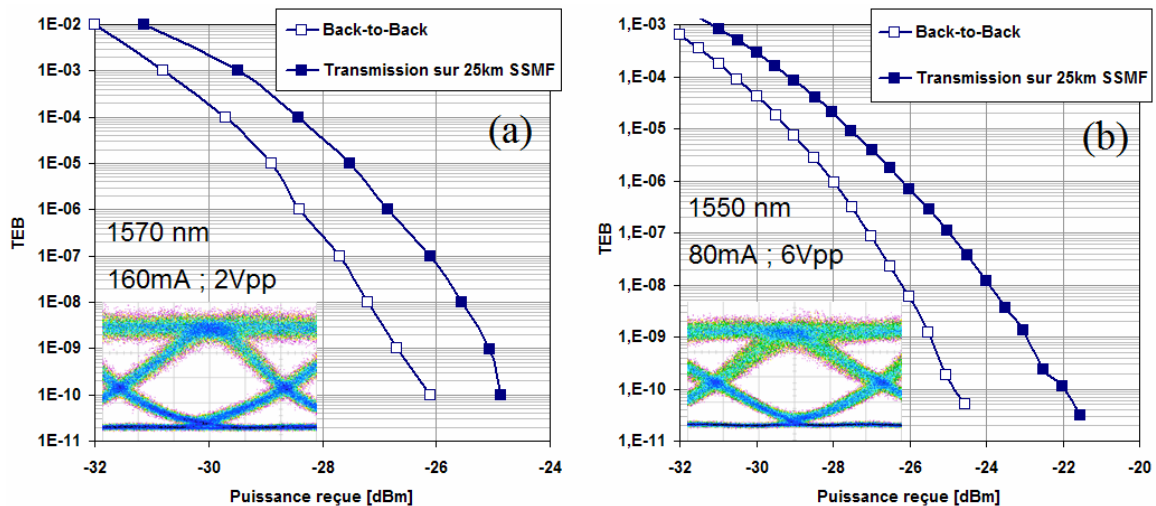 1E-02
1E-03
1E-04
1E-05
1E-06
1E-07
1E-08
1E-09
1E-10
1E-11
TEB
Back-to-Back
Transmission sur 25km SSMF
(a)
1570 nm
160mA ; 2Vpp
-32 -30 -28 -26 -24
Puissance reçue [dBm]
1,E-03
1,E-04
1,E-05
1,E-06
1,E-07
1,E-08
1,E-09
1,E-10
1,E-11
TEB
Back-to-Back
Transmission sur 25km SSMF
(b)
1550 nm
80mA ; 6Vpp
-32 -30 -28 -26 -24 -22 -20
Puissance reçue [dBm]